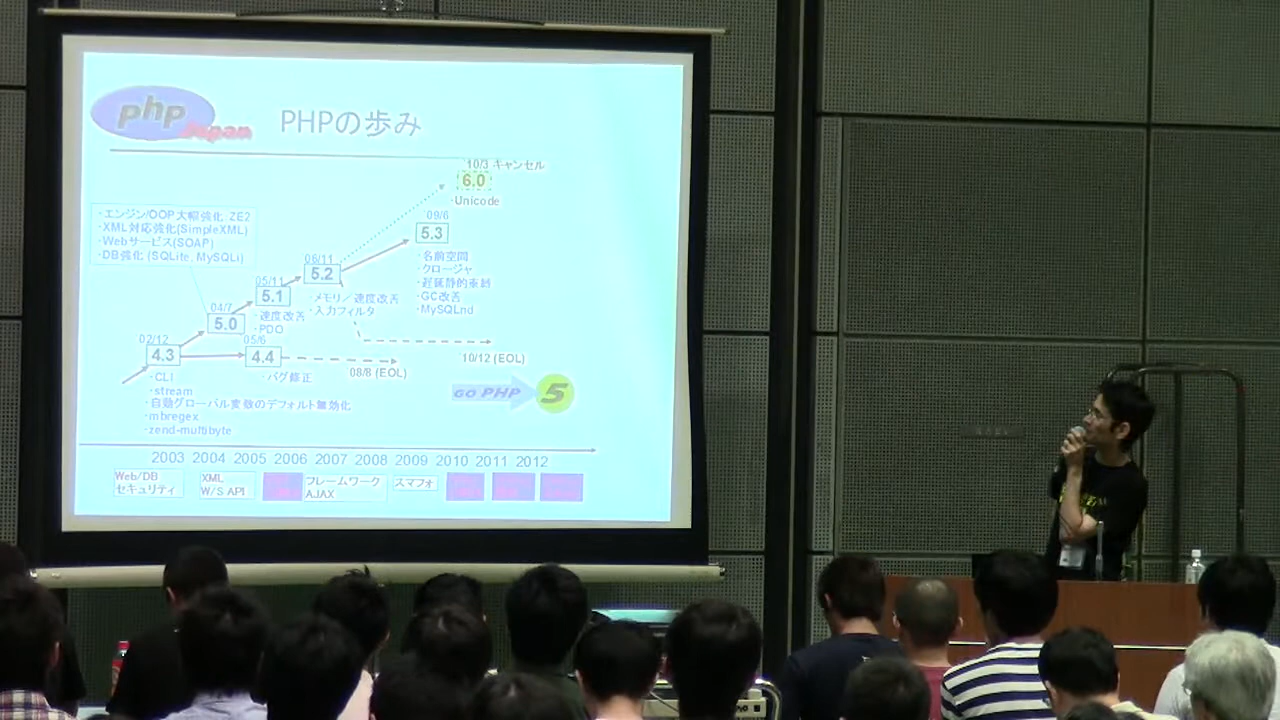 php
Japan
PHPの歩み
10/3 キャンセル
6.0
・Unicode
09/6
5.3
・名前空間
・クロージャ
・遅延静的束縛
・GC改善
・MySQLnd
・エンジン/OOP大幅強化 ZE2
・XML対応強化(SimpleXML)
・Webサービス(SOAP)
・DB強化 (SQLite, MySQLi)
06/11
5.2
・メモリ／速度改善
・入力フィルタ
05/11
5.1
・速度改善
・PDO
04/7
5.0
02/12
4.3
05/6
4.4
10/12 (EOL)
08/8 (EOL)
・バグ修正
・CLI
・stream
・自動グローバル変数のデフォルト無効化
・mbregex
・zend-multibyte
GO PHP 5
2003 2004 2005 2006 2007 2008 2009 2010 2011 2012
Web/DB
セキュリティ
XML
W/S API
フレームワーク
AJAX
スマフォ